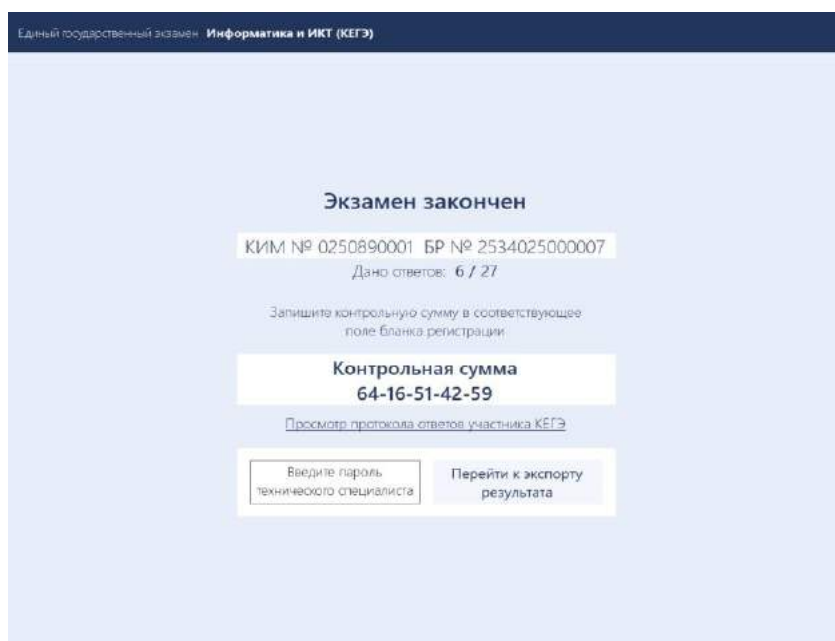 Единый государственный экзамен Информатика и ИКТ (КЕГЭ)
Экзамен закончен
КИМ № 0250890001 БР № 2534025000007
Дано ответов: 6 / 27
Запишите контрольную сумму в соответствующее
поле бланка регистрации
Контрольная сумма
64-16-51-42-59
Просмотр протокола ответов участника КЕГЭ
Введите пароль
технического специалиста
Перейти к экспорту
результата